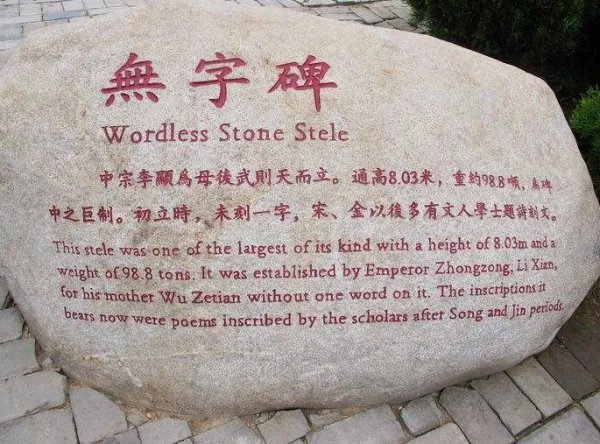 無字碑
Wordless Stone Stele
中宗李顯為母後武則天而立。通高8.03米，重約98.8噸，為碑
中之巨制。初立時，未刻一字，宋、金以後多有文人學士題詩刻文。
This stele was one of the largest of its kind with a height of 8.03m and a
weight of 98.8 tons. It was established by Emperor Zhongzong, Li Xian,
for his mother Wu Zetian without one word on it. The inscriptions it
bears now were poems inscribed by the scholars after Song and Jin periods.